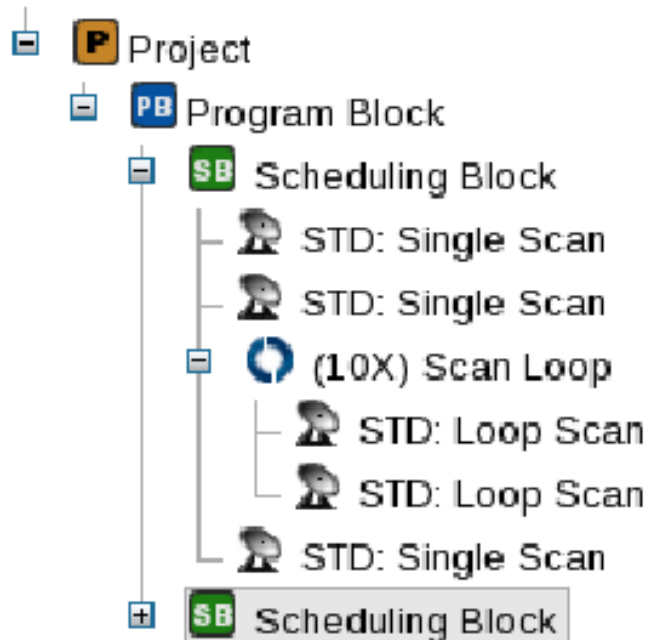 P Project
PB Program Block
SB Scheduling Block
STD: Single Scan
STD: Single Scan
(10X) Scan Loop
STD: Loop Scan
STD: Loop Scan
STD: Single Scan
SB Scheduling Block